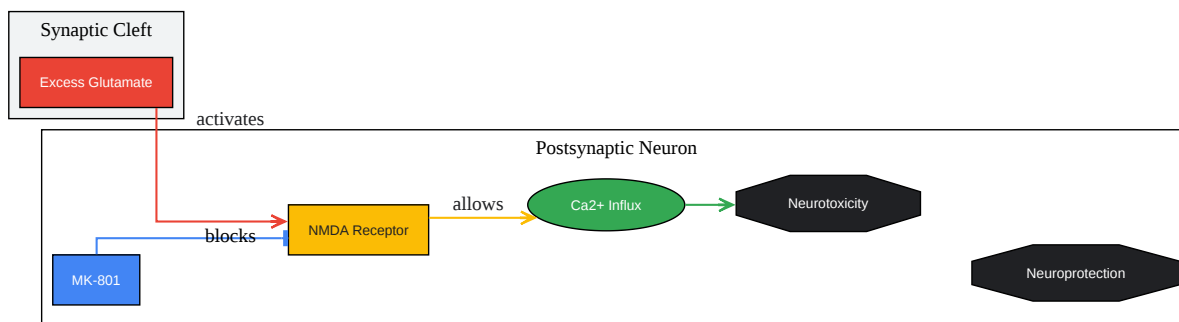 Synaptic Cleft
Excess Glutamate
activates
Postsynaptic Neuron
Neurotoxicity
allows
Ca2+ Influx
NMDA Receptor
blocks
MK-801
Neuroprotection